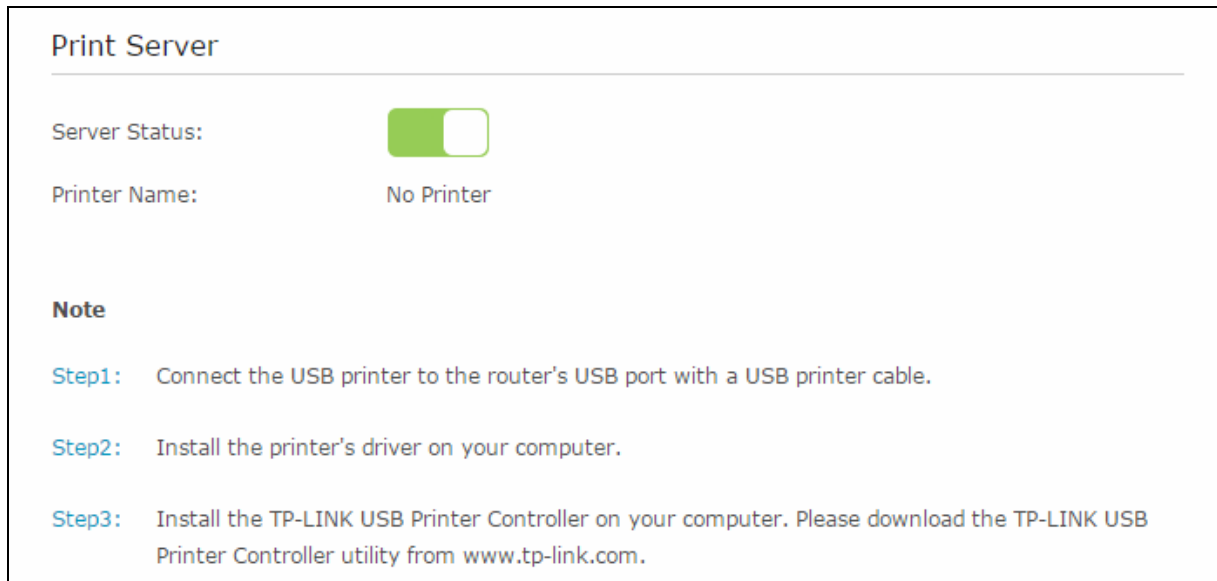 Print Server
Server Status:
Printer Name: No Printer
Note
Step1: Connect the USB printer to the router's USB port with a USB printer cable.
Step2: Install the printer's driver on your computer.
Step3: Install the TP-LINK USB Printer Controller on your computer. Please download the TP-LINK USB
Printer Controller utility from www.tp-link.com.